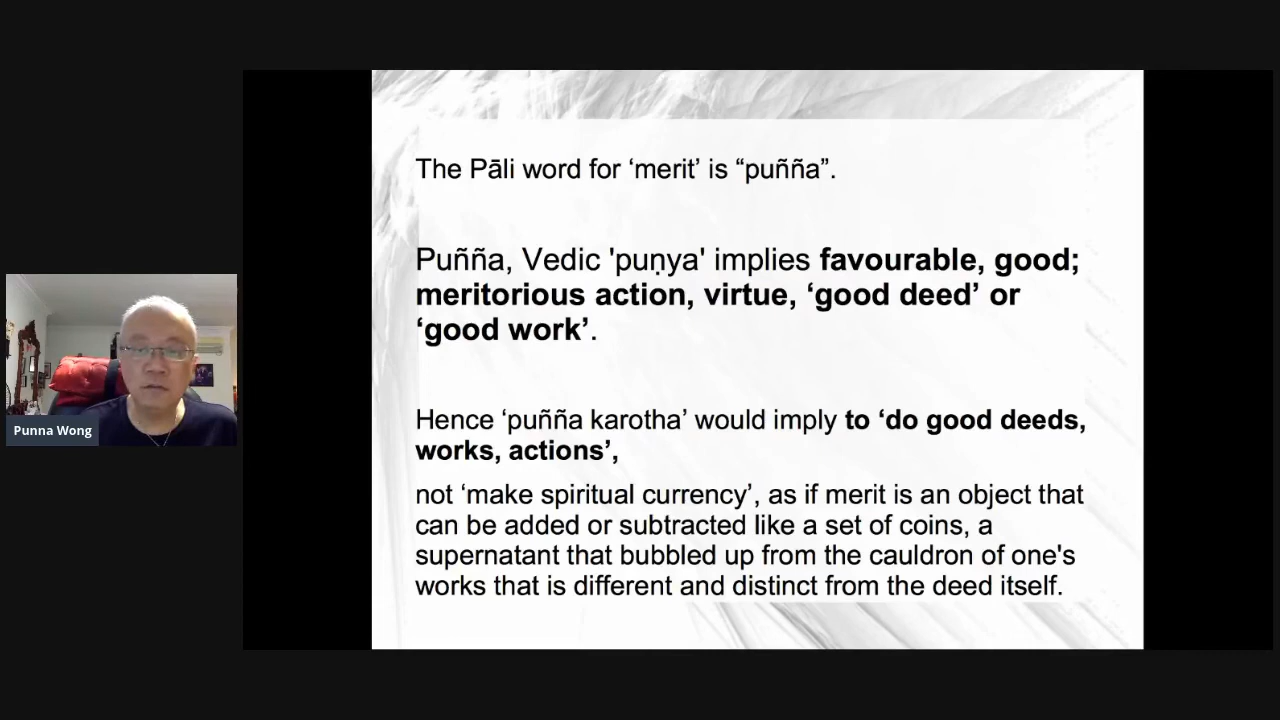 The Pāli word for ‘merit’ is “puñña”.
Puñña, Vedic 'puṇya' implies favourable, good;
meritorious action, virtue, ‘good deed’ or
‘good work’.
Hence ‘puñña karotha’ would imply to ‘do good deeds,
works, actions’,
not ‘make spiritual currency’, as if merit is an object that
can be added or subtracted like a set of coins, a
supernatant that bubbled up from the cauldron of one's
works that is different and distinct from the deed itself.
Punna Wong